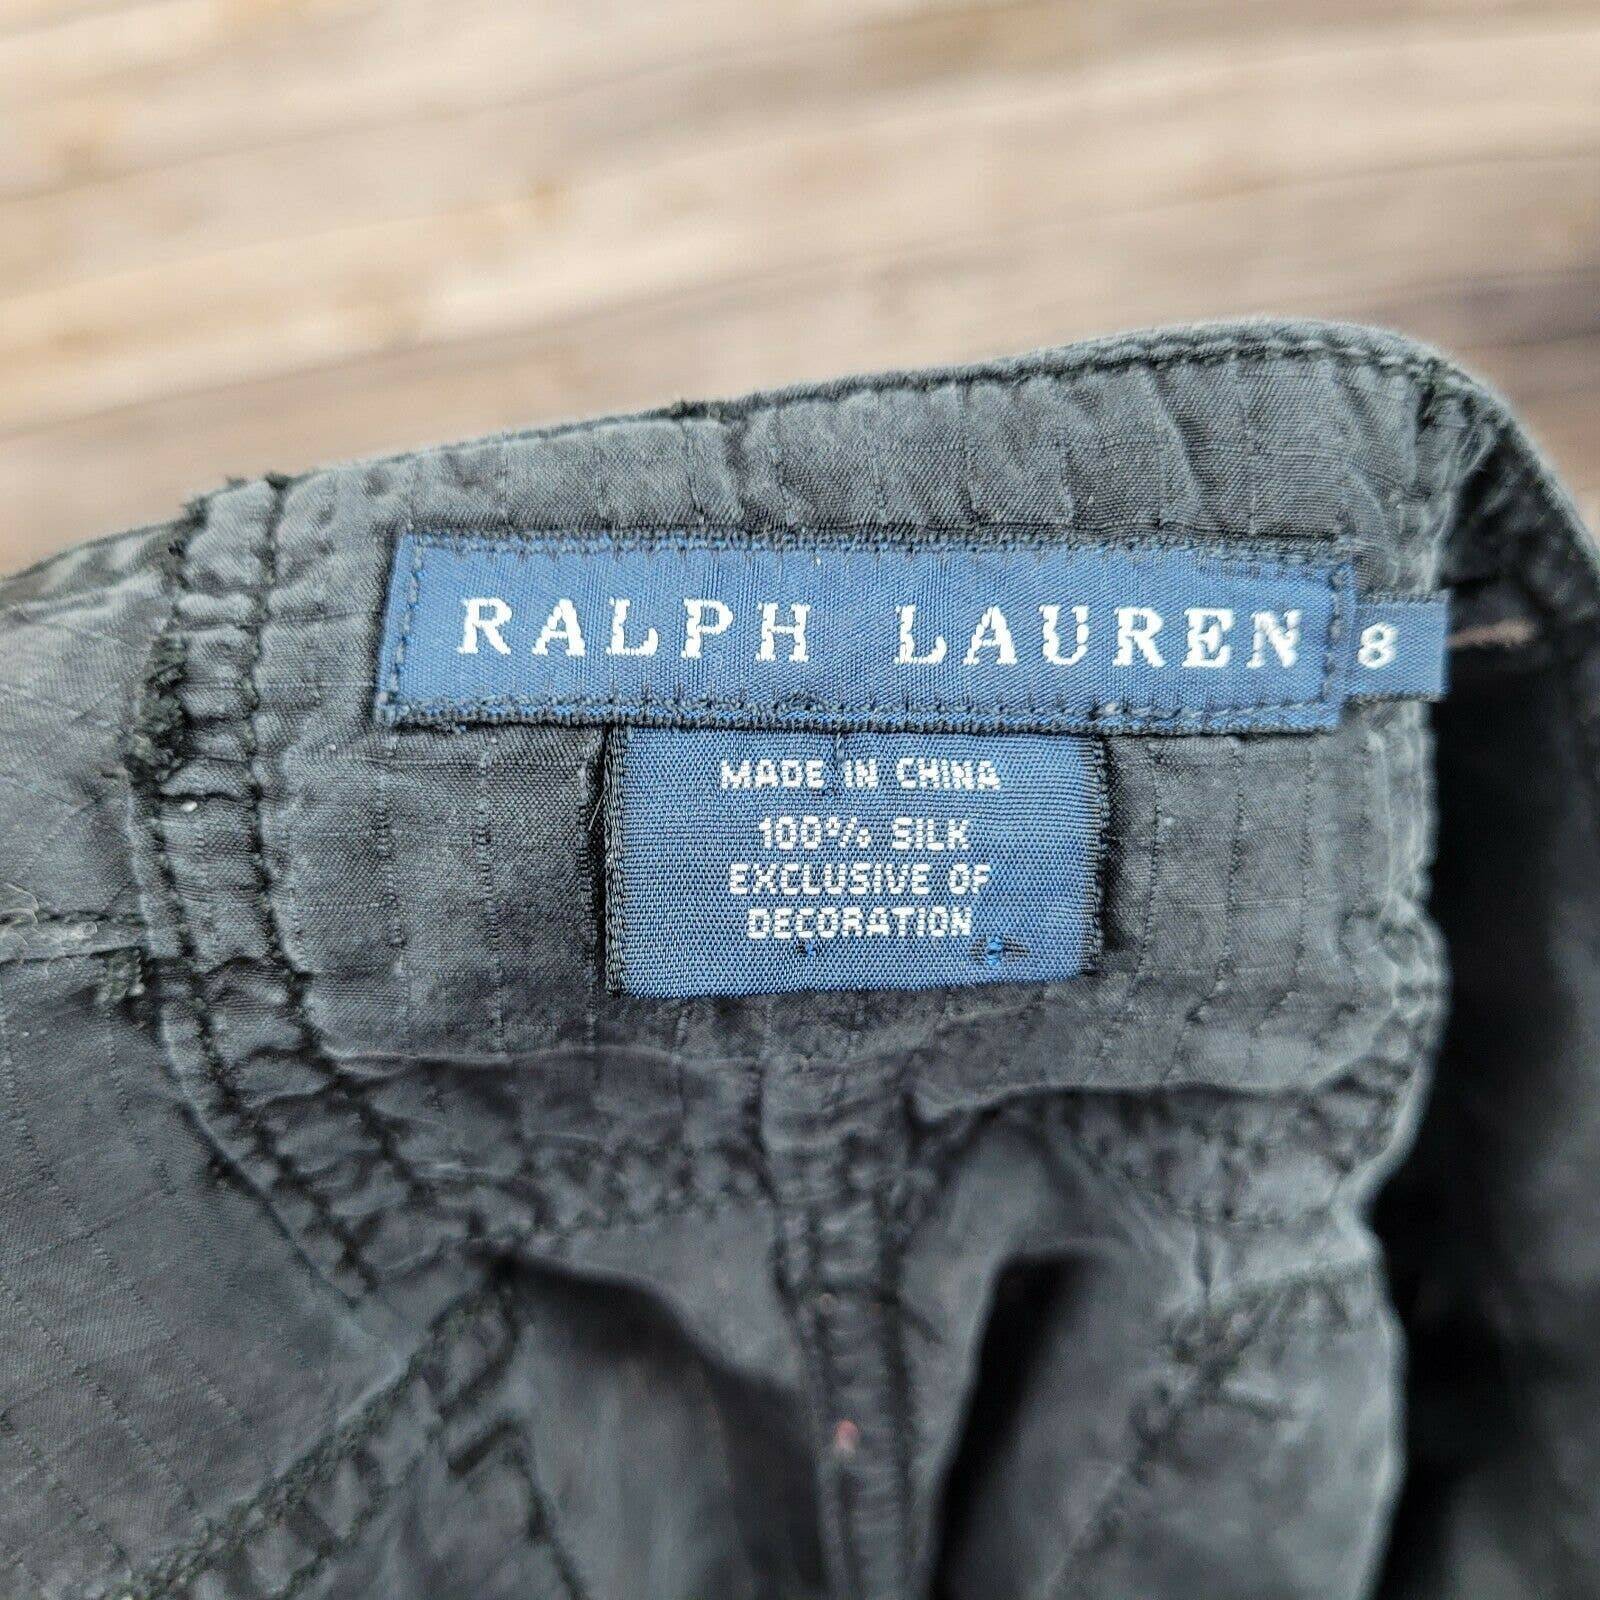 RALPH LAUREN 8
MADE IN CHINA
100% SILK
EXCLUSIVE OF
DECORATION